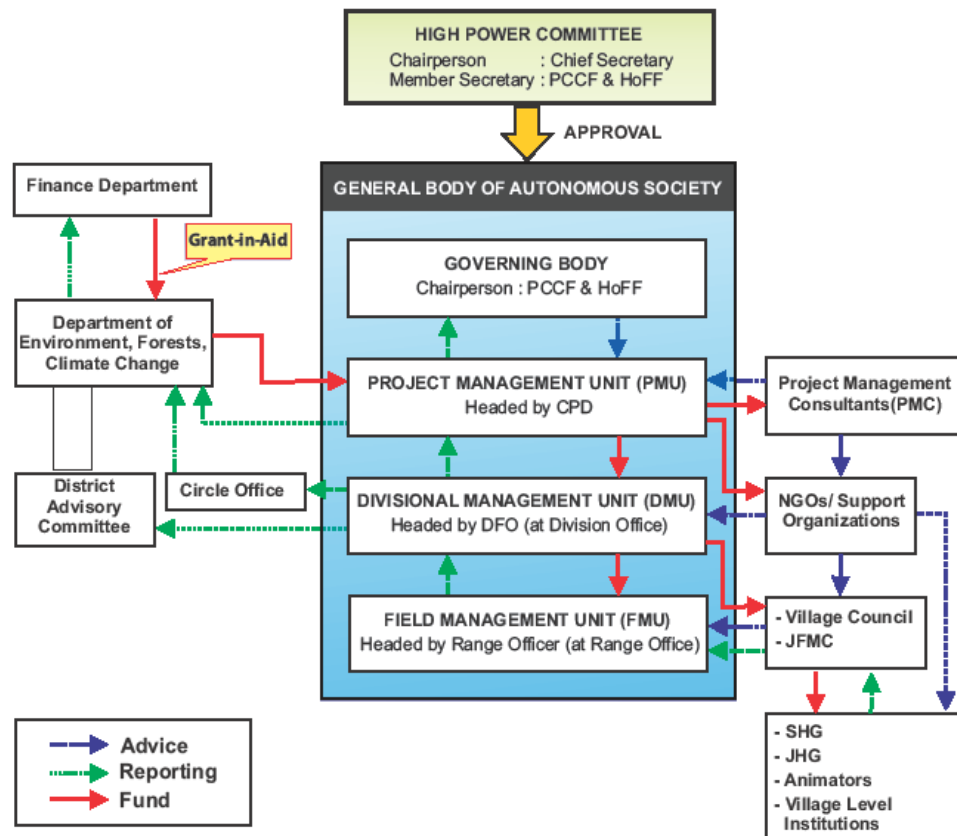 HIGH POWER COMMITTEE
Chairperson : Chief Secretary
Member Secretary : PCCF & HoFF
APPROVAL
Finance Department
GENERAL BODY OF AUTONOMOUS SOCIETY
Grant-in-Aid
GOVERNING BODY
Chairperson : PCCF & HoFF
Department of
Environment, Forests,
Climate Change
PROJECT MANAGEMENT UNIT (PMU)
Headed by CPD
Project Management
Consultants(PMC)
District
Advisory
Committee
Circle Office
DIVISIONAL MANAGEMENT UNIT (DMU)
Headed by DFO (at Division Office)
NGOs/ Support
Organizations
FIELD MANAGEMENT UNIT (FMU)
Headed by Range Officer (at Range Office)
- Village Council
- JFMC
Advice
Reporting
Fund
- SHG
- JHG
- Animators
- Village Level
Institutions